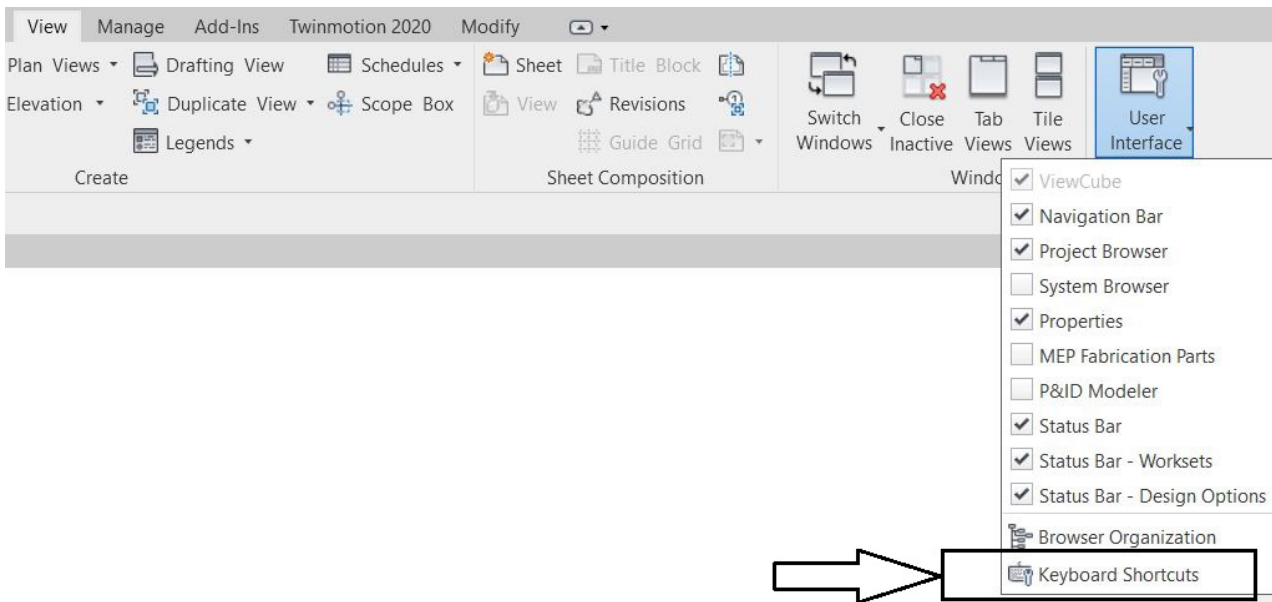 View Manage Add-Ins Twinmotion 2020 Modify
Plan Views Drafting View Schedules Sheet Title Block
Elevation Duplicate View Scope Box View Revisions
Legends Guide Grid
Switch Windows
Close Inactive
Tab Views
Tile Views
User Interface
Create Sheet Composition
ViewCube
Navigation Bar
Project Browser
System Browser
Properties
MEP Fabrication Parts
P&ID Modeler
Status Bar
Status Bar - Worksets
Status Bar - Design Options
Browser Organization
Keyboard Shortcuts